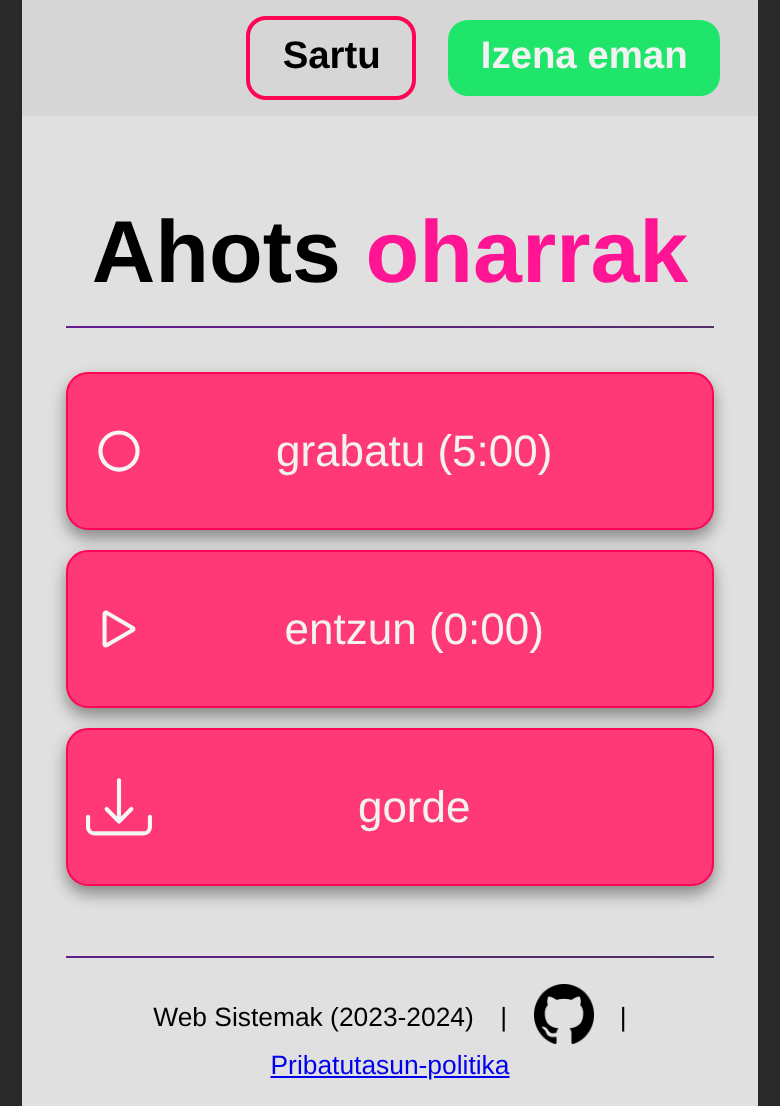 Sartu Izena eman
Ahots oharrak
grabatu (5:00)
entzun (0:00)
gorde
Web Sistemak (2023-2024) | |
Pribatutasun-politika